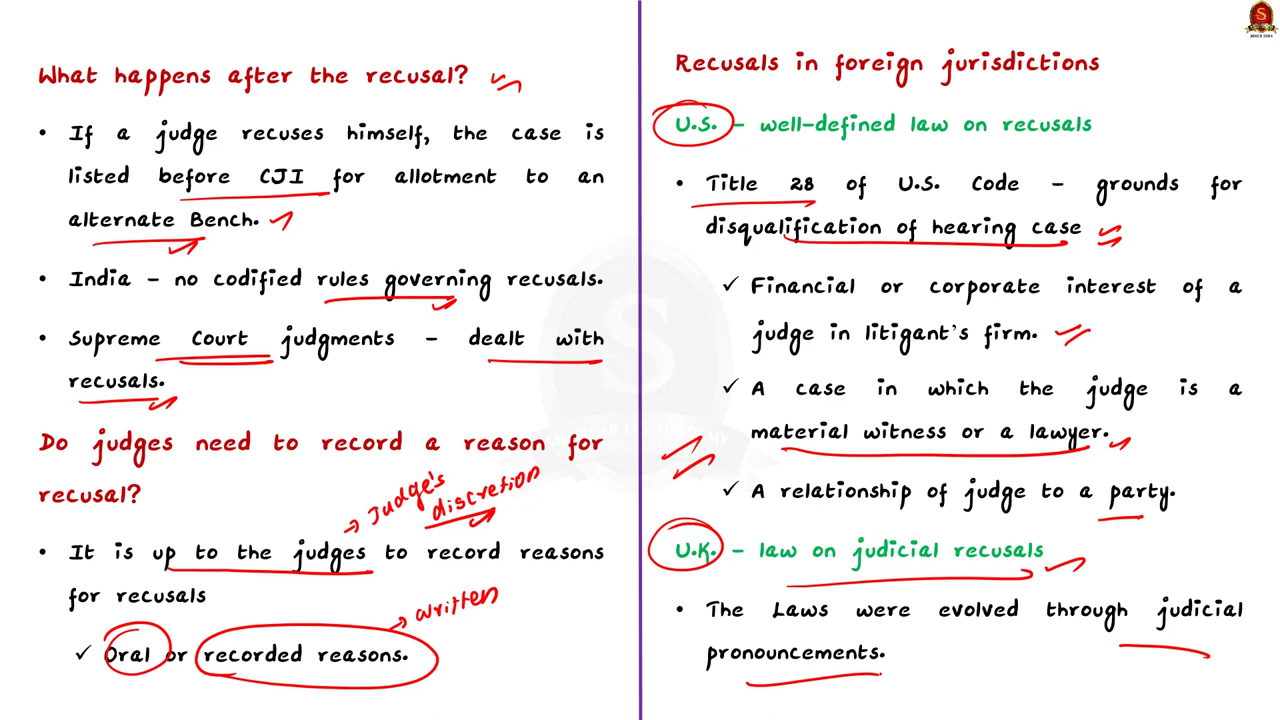 What happens after the recusal?
• If a judge recuses himself, the case is
listed before CJI for allotment to an
alternate Bench.
• India – no codified rules governing recusals.
• Supreme Court judgments – dealt with
recusals.
Do judges need to record a reason for
recusal?
→ Judge's
discretion
• It is up to the judges to record reasons
for recusals
→ written
✓ Oral or recorded reasons.
S
SINCE 2004
Recusals in foreign jurisdictions
U.S. – well-defined law on recusals
• Title 28 of U.S. Code – grounds for
disqualification of hearing case
✓ Financial or corporate interest of a
judge in litigant's firm.
✓ A case in which the judge is a
material witness or a lawyer.
✓ A relationship of judge to a party.
U.K. – law on judicial recusals
• The Laws were evolved through judicial
pronouncements.